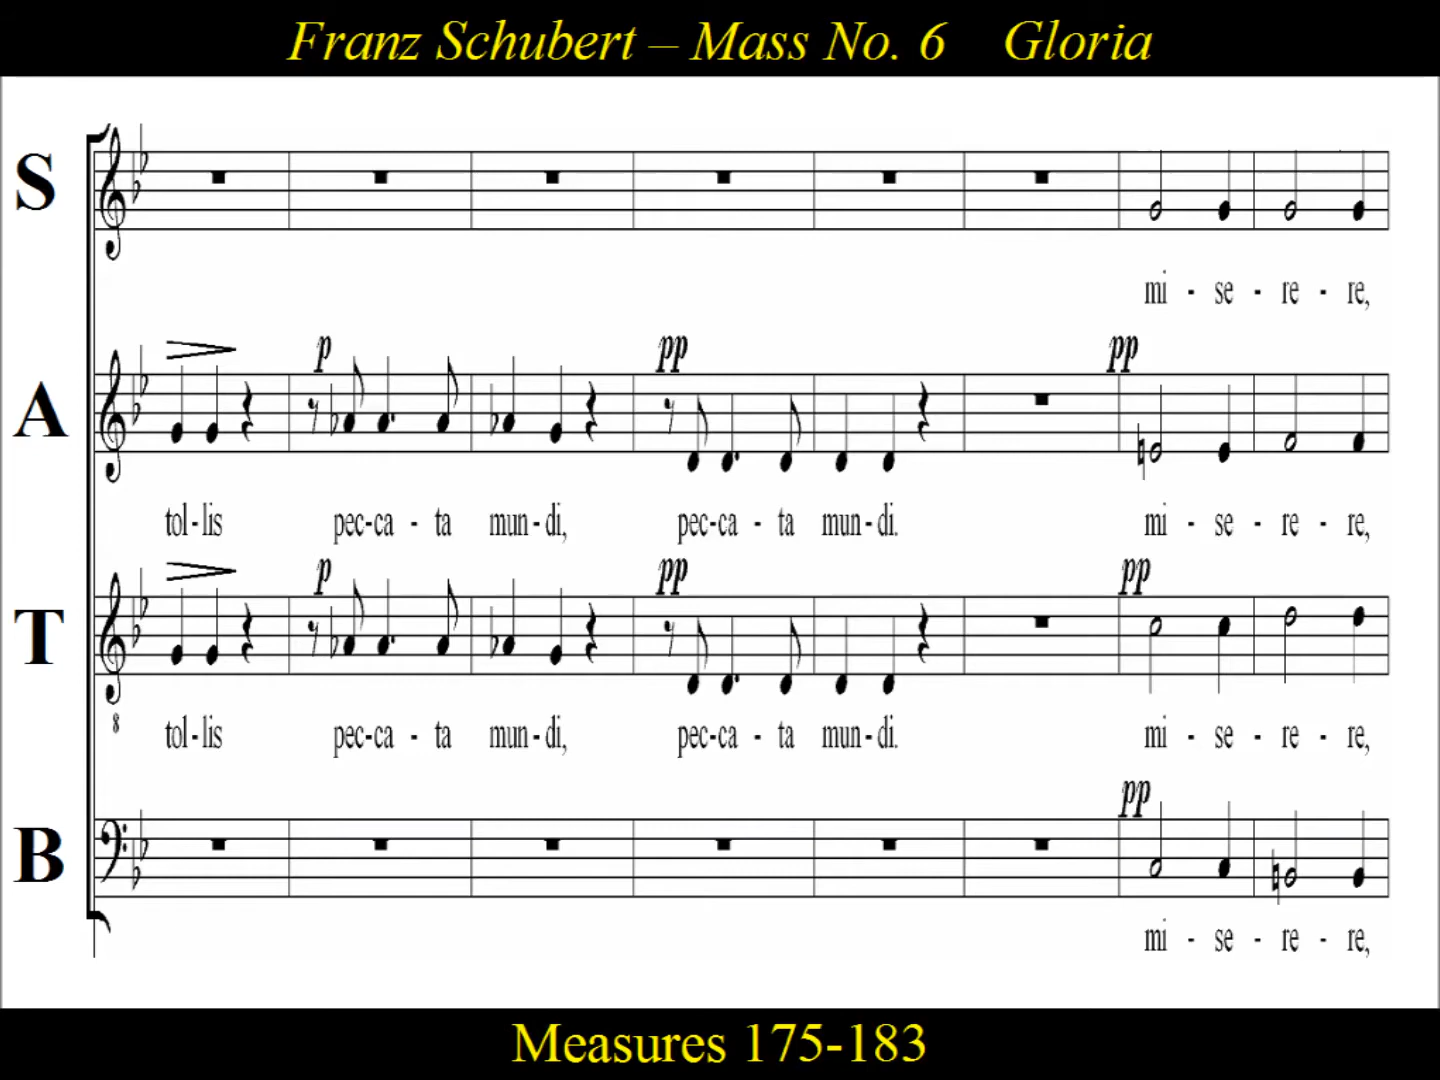 Franz Schubert – Mass No. 6 Gloria
S
mi - se - re - re,
p pp pp
A
tol - lis pec-ca - ta mun - di, pec-ca - ta mun - di. mi - se - re - re,
p pp pp
T
8
tol - lis pec-ca - ta mun - di, pec-ca - ta mun - di. mi - se - re - re,
pp
B
mi - se - re - re,
Measures 175-183